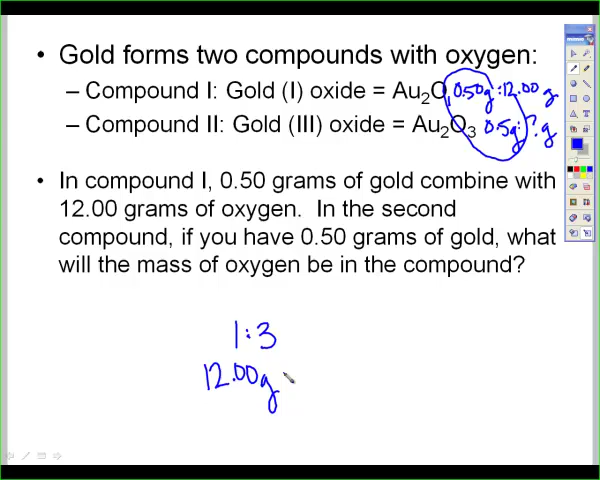 • Gold forms two compounds with oxygen:
– Compound I: Gold (I) oxide = Au₂O, 0.50g:12.00 g
– Compound II: Gold (III) oxide = Au₂O₃ 0.5g:?g
• In compound I, 0.50 grams of gold combine with
12.00 grams of oxygen. In the second
compound, if you have 0.50 grams of gold, what
will the mass of oxygen be in the compound?
1:3
12.00g